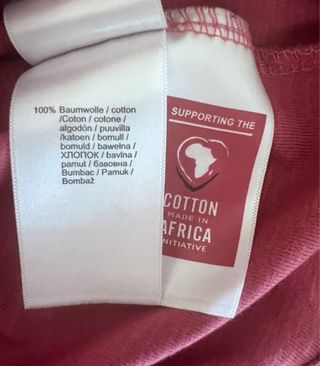 100% Baumwolle / cotton
/Coton / cotone /
algodón / puuvilla
/katoen / bomull /
bomuld / bawełna /
ХЛОПОК / bavlna /
pamut / бавовна /
Bumbac / Pamuk /
Bombaž
SUPPORTING THE
COTTON
MADE IN
AFRICA
INITIATIVE